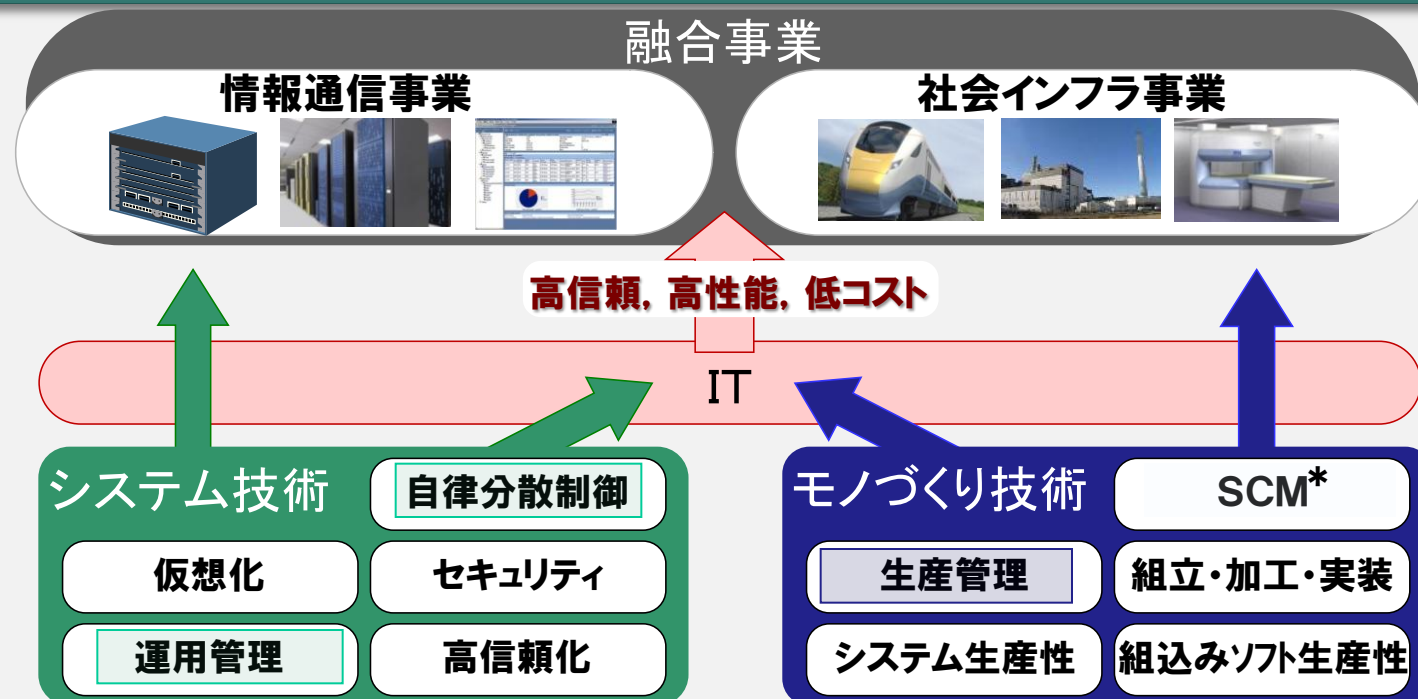 融合事業
情報通信事業
社会インフラ事業
高信頼, 高性能, 低コスト
IT
システム技術
自律分散制御
仮想化
セキュリティ
運用管理
高信頼化
モノづくり技術
SCM*
生産管理
組立・加工・実装
システム生産性
組込みソフト生産性